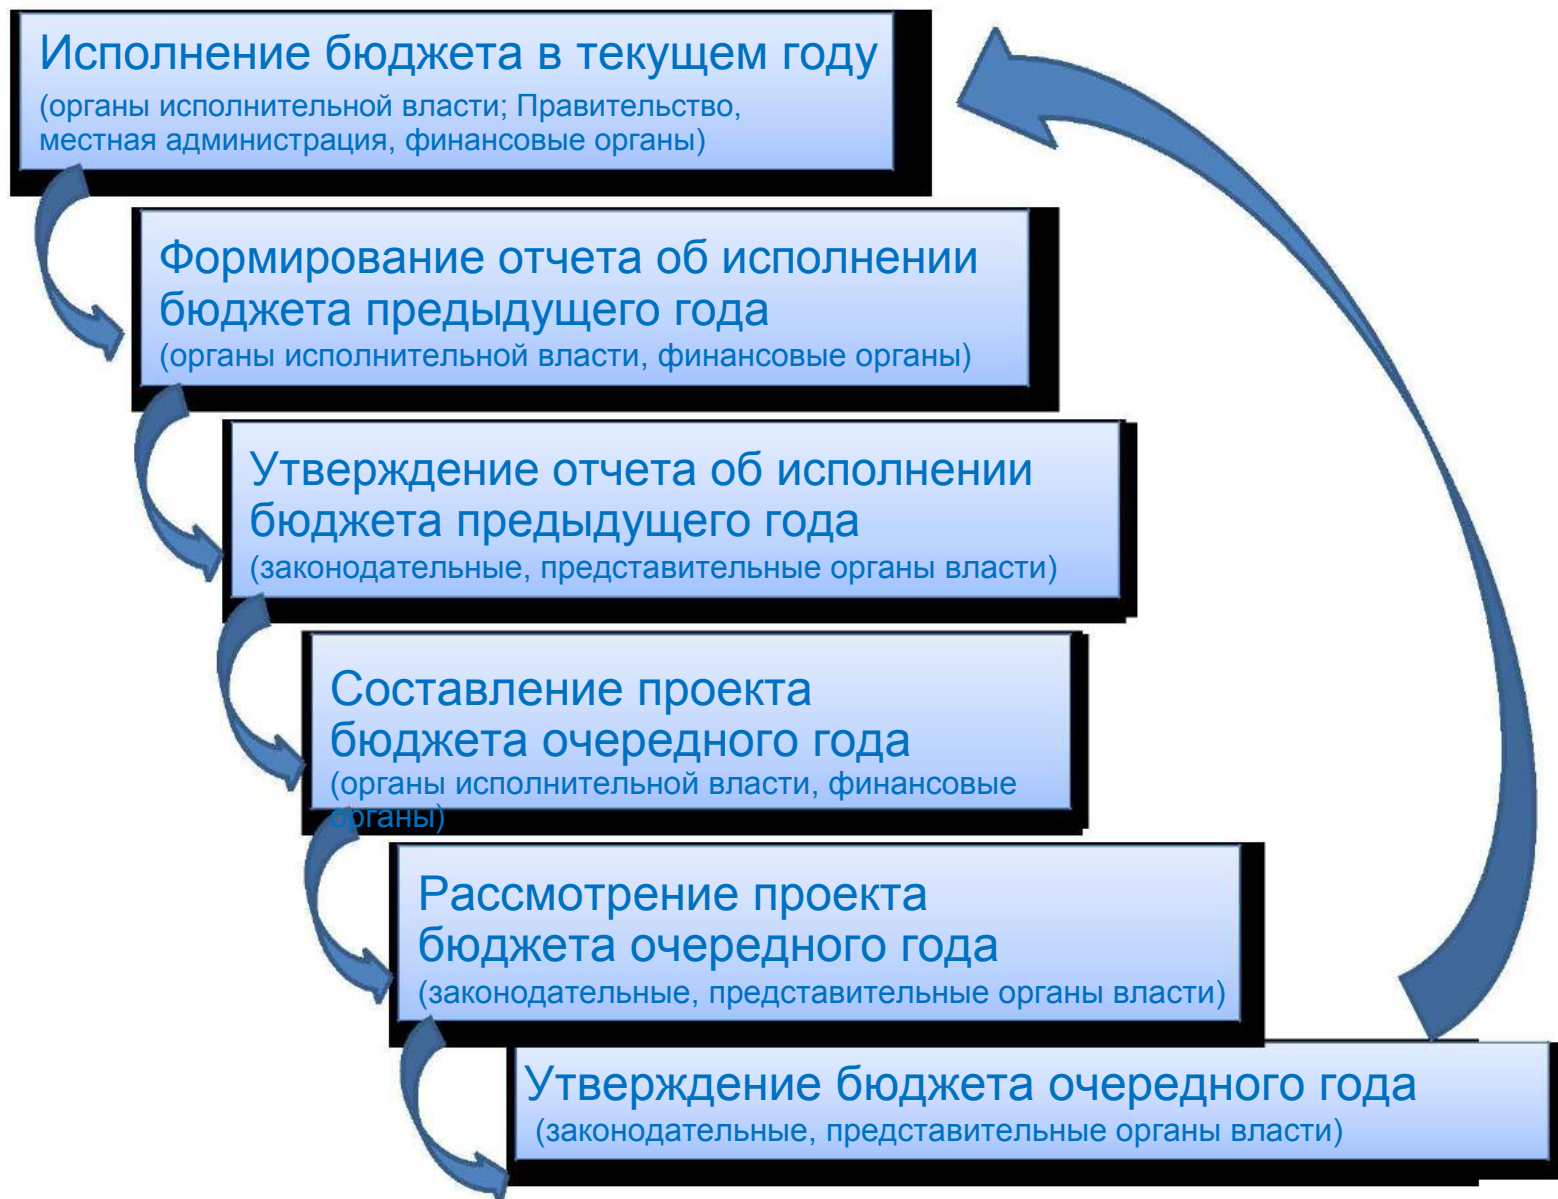 Исполнение бюджета в текущем году
(органы исполнительной власти; Правительство,
местная администрация, финансовые органы)
Формирование отчета об исполнении
бюджета предыдущего года
(органы исполнительной власти, финансовые органы)
Утверждение отчета об исполнении
бюджета предыдущего года
(законодательные, представительные органы власти)
Составление проекта
бюджета очередного года
(органы исполнительной власти, финансовые
органы)
Рассмотрение проекта
бюджета очередного года
(законодательные, представительные органы власти)
Утверждение бюджета очередного года
(законодательные, представительные органы власти)